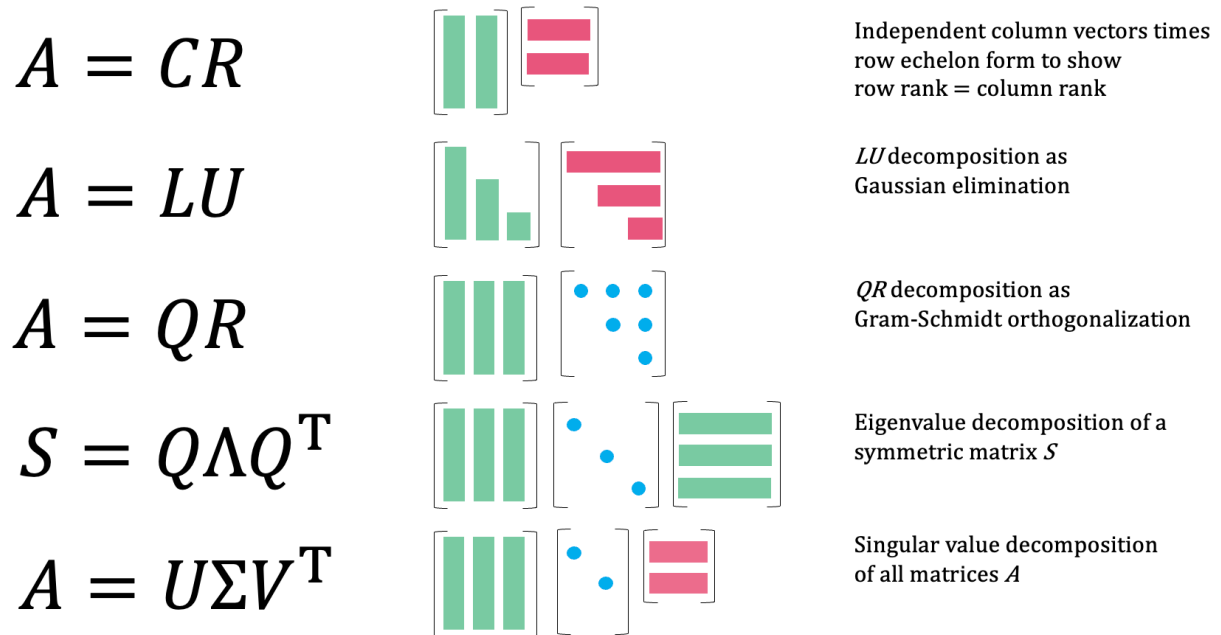 A = CR
Independent column vectors times
row echelon form to show
row rank = column rank
A = LU
LU decomposition as
Gaussian elimination
A = QR
QR decomposition as
Gram-Schmidt orthogonalization
S = QΛQᵀ
Eigenvalue decomposition of a
symmetric matrix S
A = UΣVᵀ
Singular value decomposition
of all matrices A